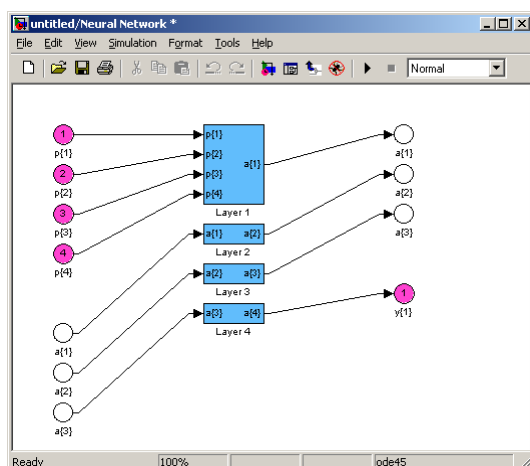 untitled/Neural Network *
File Edit View Simulation Format Tools Help
Normal
1 p{1} a{1}
p{1} p{2} a{1}
2 p{3} a{2}
p{2} p{4}
3 Layer 1 a{3}
p{3} a{1} a{2}
4 Layer 2
p{4} a{2} a{3}
Layer 3 1
a{3} a{4} y{1}
a{1} Layer 4
a{2}
a{3}
Ready 100% ode45